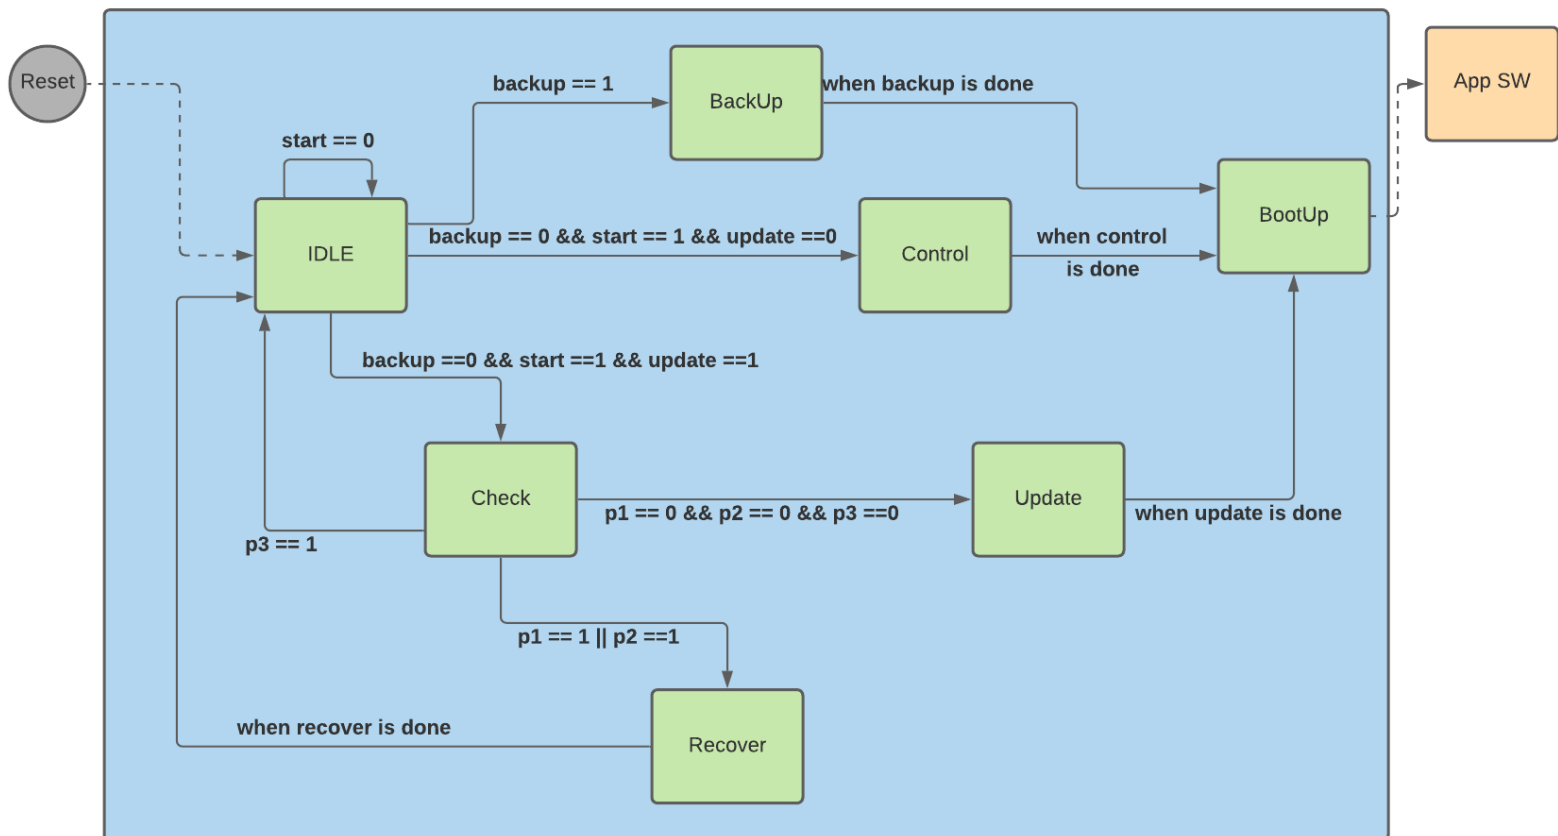 Reset
backup == 1
BackUp
when backup is done
App SW
start == 0
IDLE
backup == 0 && start == 1 && update ==0
Control
when control
is done
BootUp
backup ==0 && start ==1 && update ==1
Check
p1 == 0 && p2 == 0 && p3 ==0
Update
when update is done
p3 == 1
p1 == 1 || p2 ==1
when recover is done
Recover